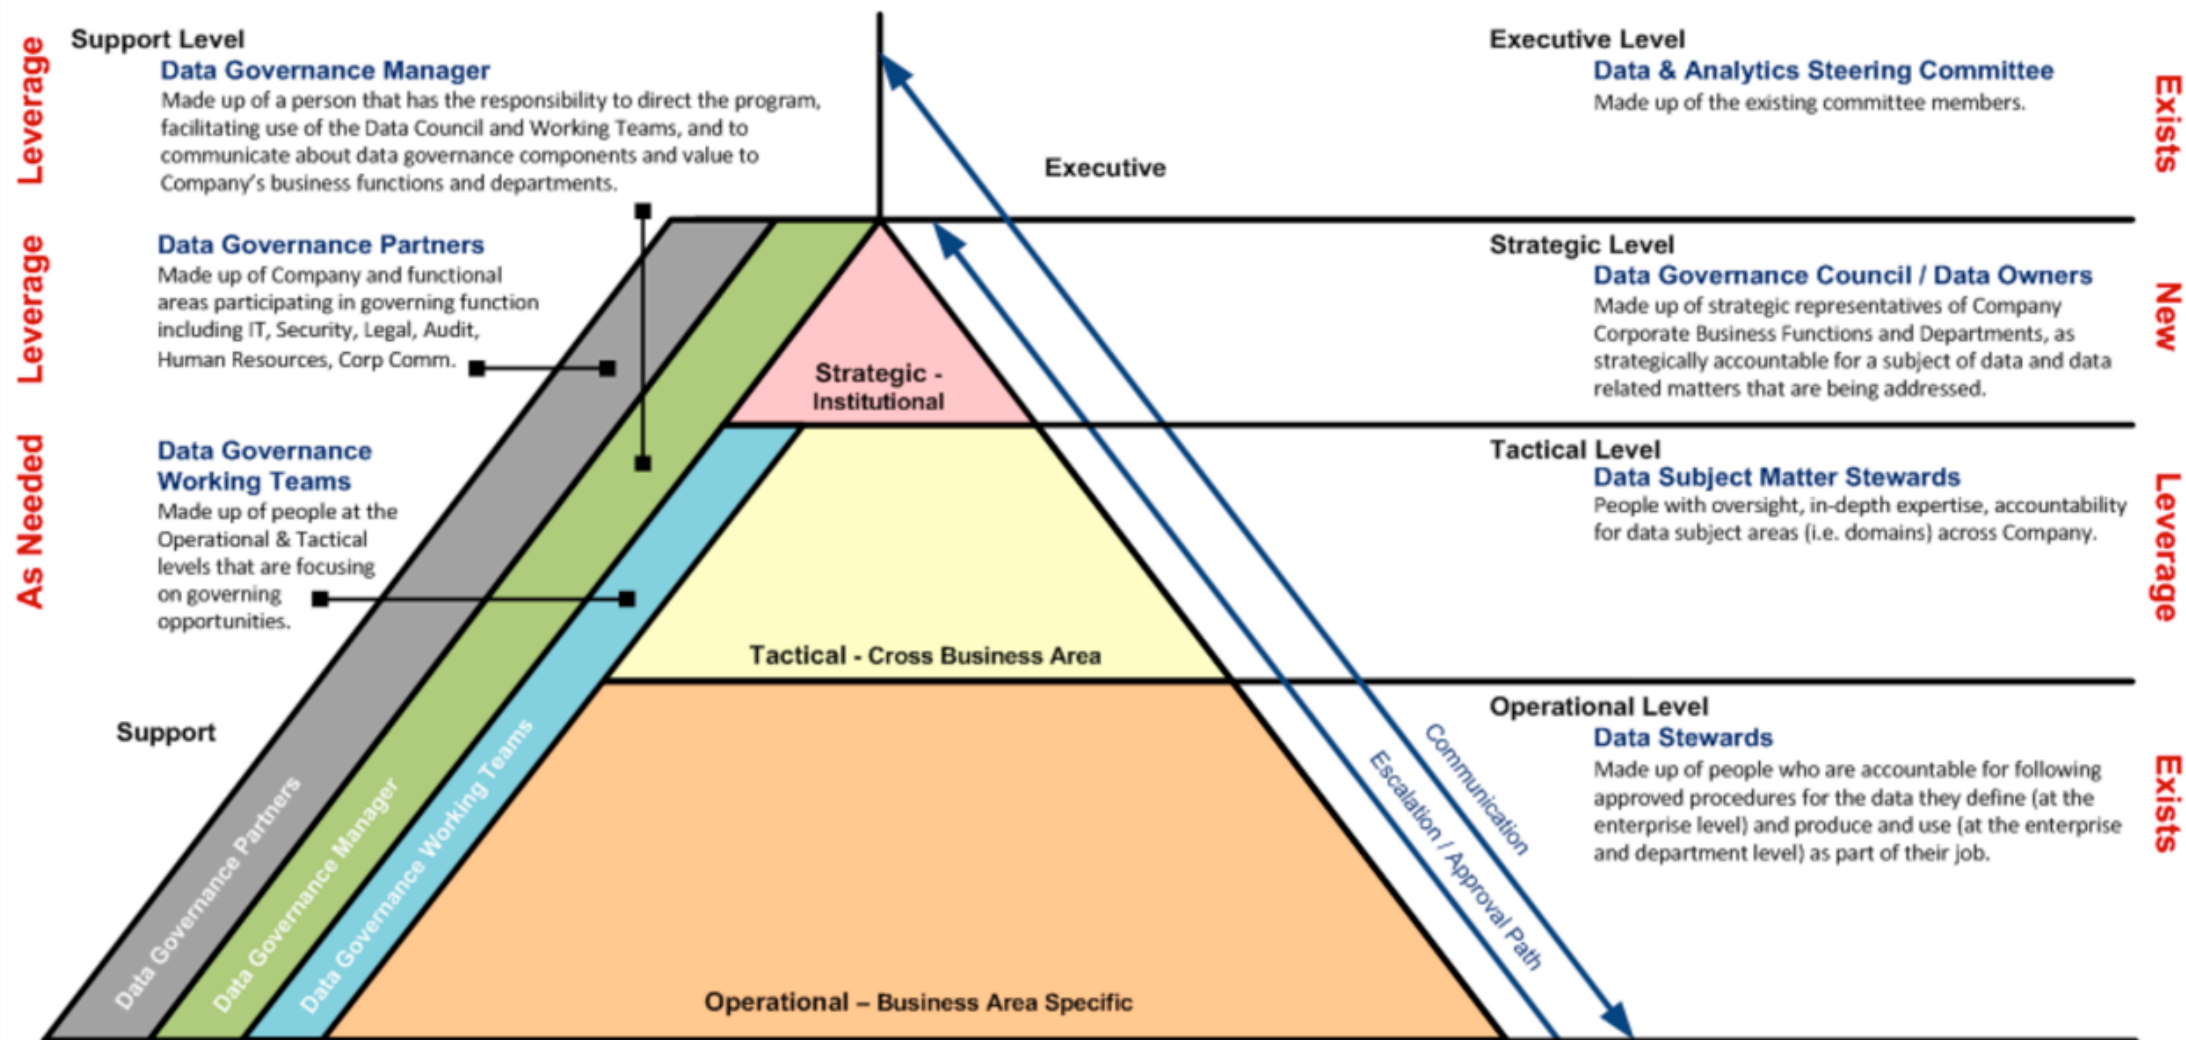 Leverage
Support Level
Data Governance Manager
Made up of a person that has the responsibility to direct the program,
facilitating use of the Data Council and Working Teams, and to
communicate about data governance components and value to
Company's business functions and departments.
Leverage
Data Governance Partners
Made up of Company and functional
areas participating in governing function
including IT, Security, Legal, Audit,
Human Resources, Corp Comm.
As Needed
Data Governance
Working Teams
Made up of people at the
Operational & Tactical
levels that are focusing
on governing
opportunities.
Support
Data Governance Partners
Data Governance Manager
Data Governance Working Teams
Executive
Strategic -
Institutional
Tactical - Cross Business Area
Operational – Business Area Specific
Communication
Escalation / Approval Path
Executive Level
Data & Analytics Steering Committee
Made up of the existing committee members.
Exists
Strategic Level
Data Governance Council / Data Owners
Made up of strategic representatives of Company
Corporate Business Functions and Departments, as
strategically accountable for a subject of data and data
related matters that are being addressed.
New
Tactical Level
Data Subject Matter Stewards
People with oversight, in-depth expertise, accountability
for data subject areas (i.e. domains) across Company.
Leverage
Operational Level
Data Stewards
Made up of people who are accountable for following
approved procedures for the data they define (at the
enterprise level) and produce and use (at the enterprise
and department level) as part of their job.
Exists